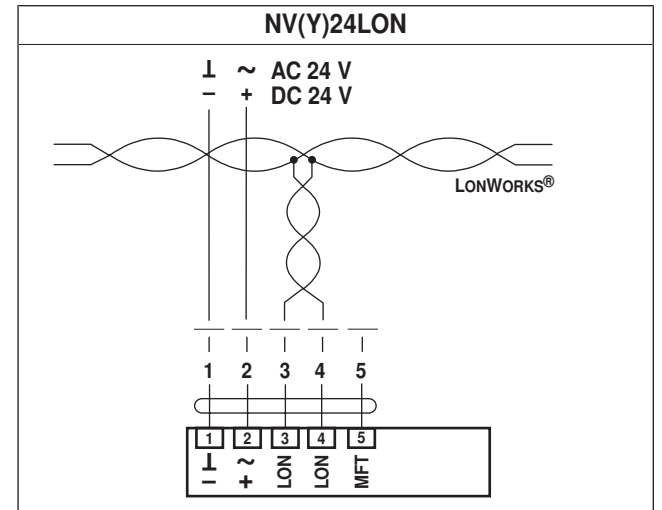 NV(Y)24LON
⊥ ~ AC 24 V
– + DC 24 V
LONWORKS®
1 2 3 4 5
1 2 3 4 5
⊥ ~ LON LON MFT
– +